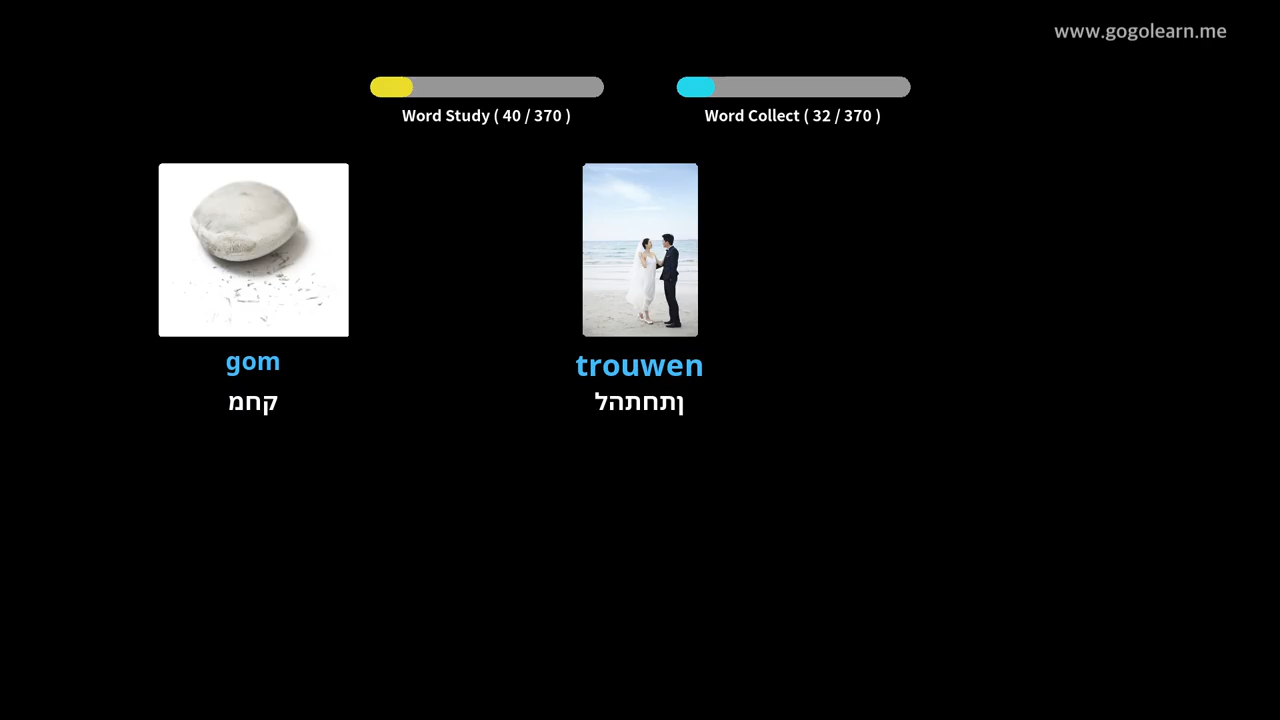 www.gogolearn.me
Word Study ( 40 / 370 )
Word Collect ( 32 / 370 )
gom
מחק
trouwen
להתחתן